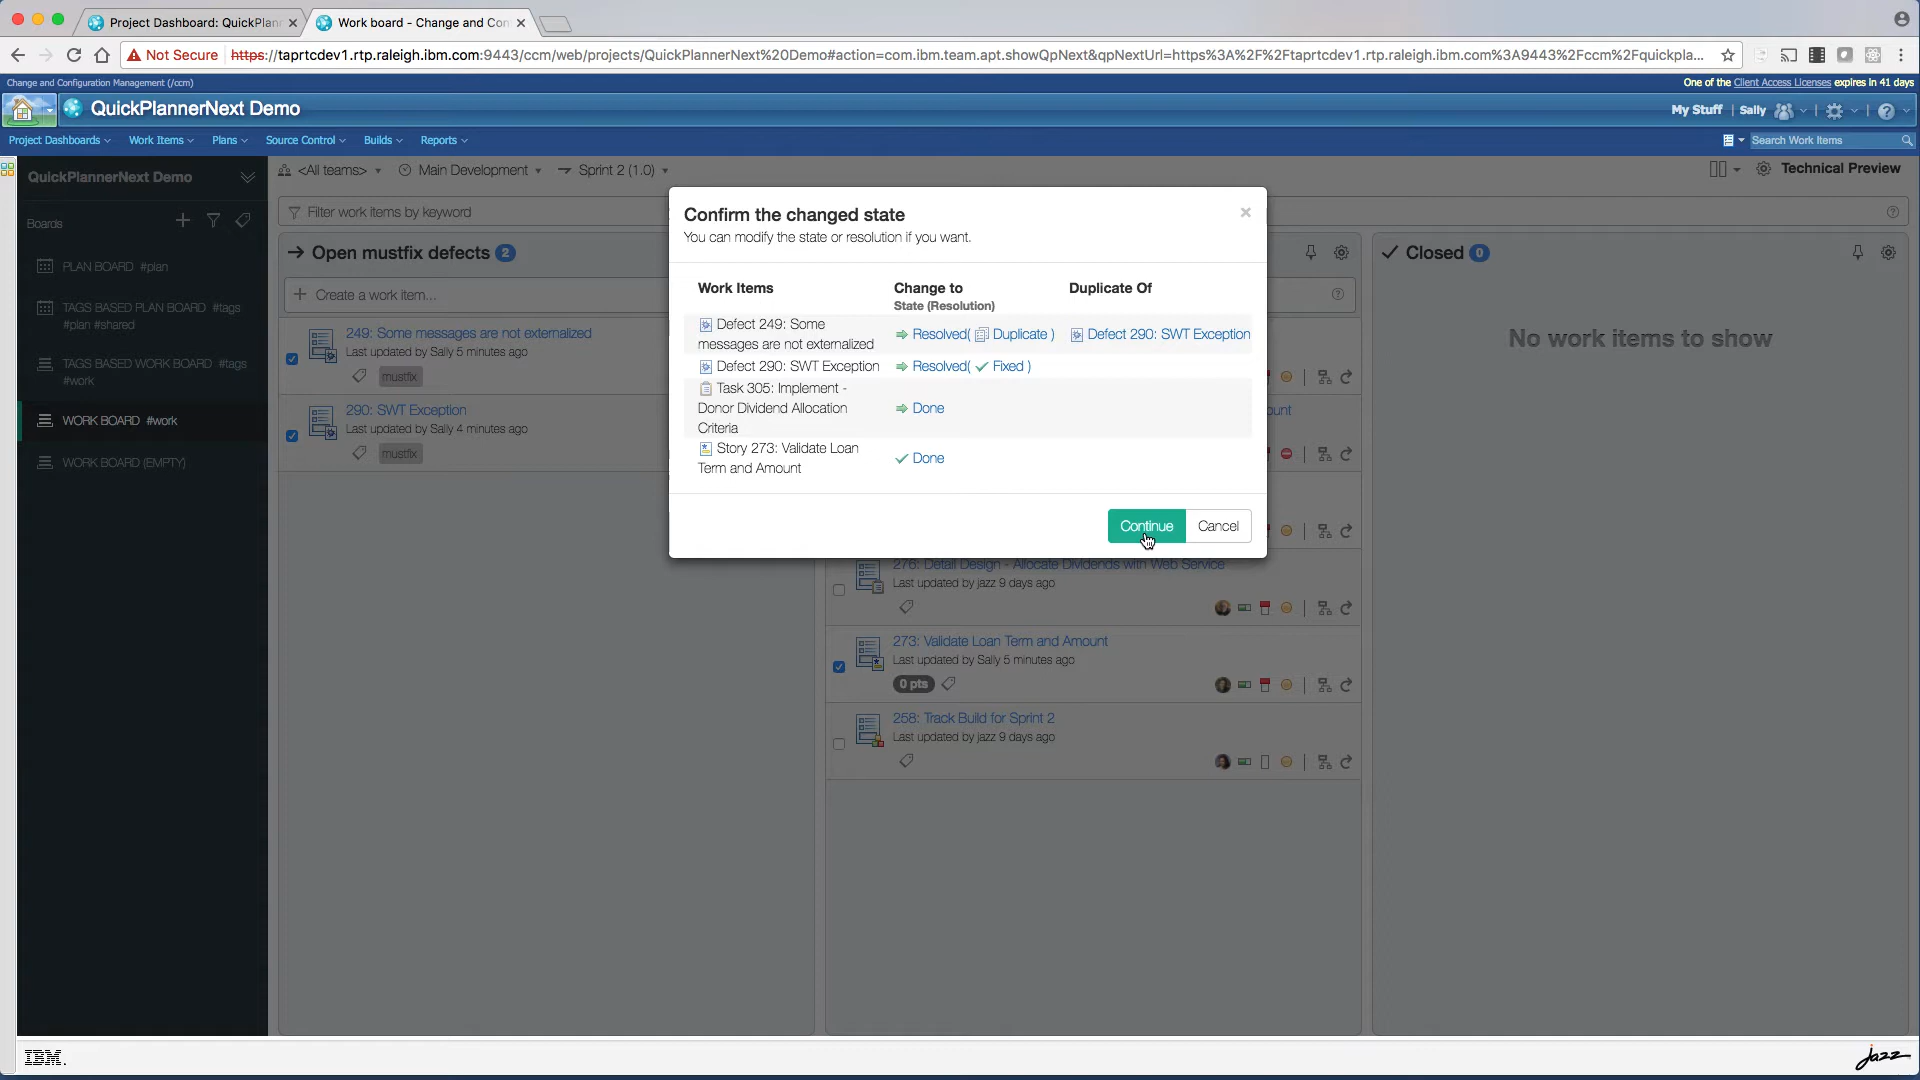 Project Dashboard: QuickPlann
Work board - Change and Con
Not Secure
https://taprtcdev1.rtp.raleigh.ibm.com:9443/ccm/web/projects/QuickPlannerNext%20Demo#action=com.ibm.team.apt.showQpNext&qpNextUrl=https%3A%2F%2Ftaprtcdev1.rtp.raleigh.ibm.com%3A9443%2Fccm%2Fquickpla...
Change and Configuration Management (/ccm)
One of the Client Access Licenses expires in 41 days
QuickPlannerNext Demo
My Stuff | Sally
Project Dashboards
Work Items
Plans
Source Control
Builds
Reports
Search Work Items
QuickPlannerNext Demo
<All teams>
Main Development
Sprint 2 (1.0)
Technical Preview
Boards
Filter work items by keyword
PLAN BOARD #plan
TAGS BASED PLAN BOARD #tags
#plan #shared
TAGS BASED WORK BOARD #tags
#work
WORK BOARD #work
WORK BOARD (EMPTY)
Open mustfix defects 2
Create a work item...
249: Some messages are not externalized
Last updated by Sally 5 minutes ago
mustfix
290: SWT Exception
Last updated by Sally 4 minutes ago
mustfix
Confirm the changed state
You can modify the state or resolution if you want.
Work Items
Change to
State (Resolution)
Duplicate Of
Defect 249: Some
messages are not externalized
Resolved( Duplicate )
Defect 290: SWT Exception
Defect 290: SWT Exception
Resolved( Fixed )
Task 305: Implement -
Donor Dividend Allocation
Criteria
Done
Story 273: Validate Loan
Term and Amount
Done
Continue
Cancel
ount
276: Detail Design - Allocate Dividends with Web Service
Last updated by jazz 9 days ago
273: Validate Loan Term and Amount
Last updated by Sally 5 minutes ago
0 pts
258: Track Build for Sprint 2
Last updated by jazz 9 days ago
Closed 0
No work items to show
IBM.
jazz